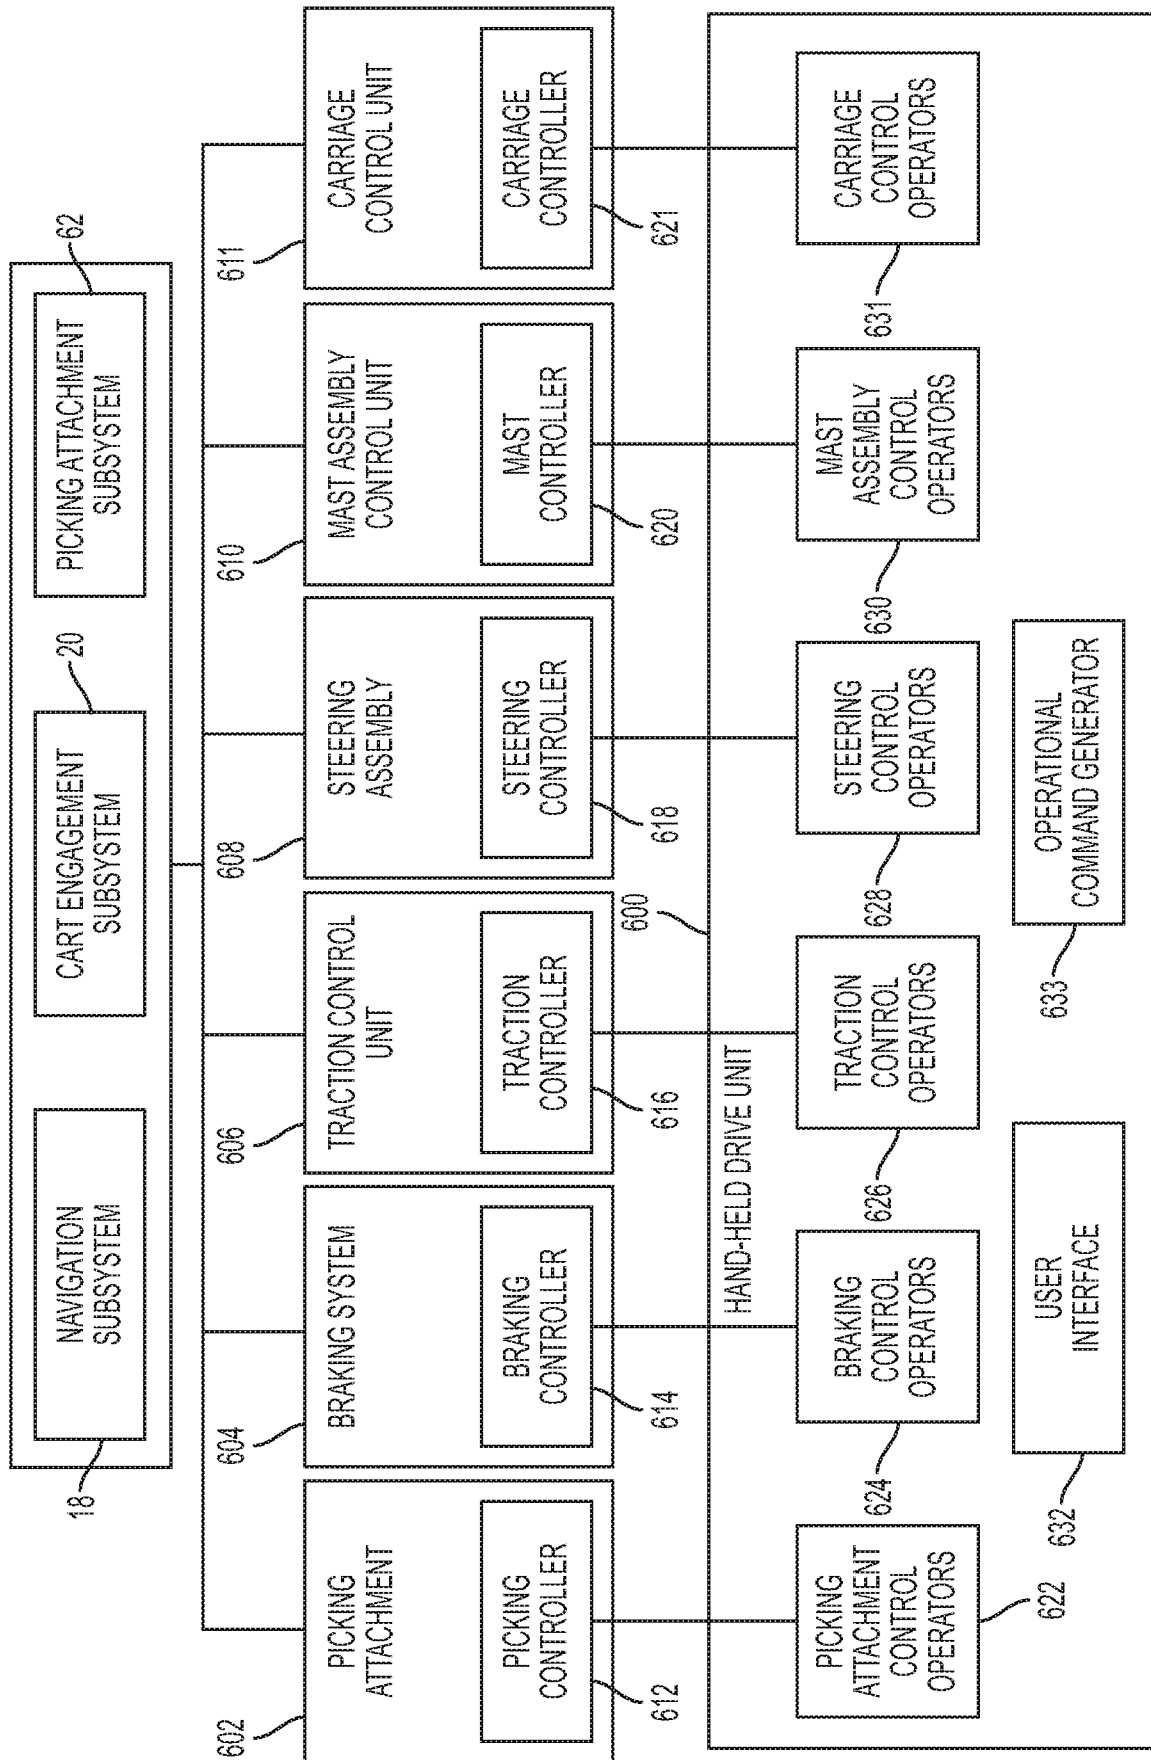 18
NAVIGATION
SUBSYSTEM
20
CART ENGAGEMENT
SUBSYSTEM
62
PICKING ATTACHMENT
SUBSYSTEM
602
PICKING
ATTACHMENT
PICKING
CONTROLLER
612
604
BRAKING SYSTEM
BRAKING
CONTROLLER
614
606
TRACTION CONTROL
UNIT
TRACTION
CONTROLLER
616
608
STEERING
ASSEMBLY
STEERING
CONTROLLER
618
610
MAST ASSEMBLY
CONTROL UNIT
MAST
CONTROLLER
620
611
CARRIAGE
CONTROL UNIT
CARRIAGE
CONTROLLER
621
HAND-HELD DRIVE UNIT
600
PICKING
ATTACHMENT
CONTROL
OPERATORS
622
BRAKING
CONTROL
OPERATORS
624
TRACTION
CONTROL
OPERATORS
626
STEERING
CONTROL
OPERATORS
628
MAST
ASSEMBLY
CONTROL
OPERATORS
630
CARRIAGE
CONTROL
OPERATORS
631
USER
INTERFACE
632
OPERATIONAL
COMMAND GENERATOR
633